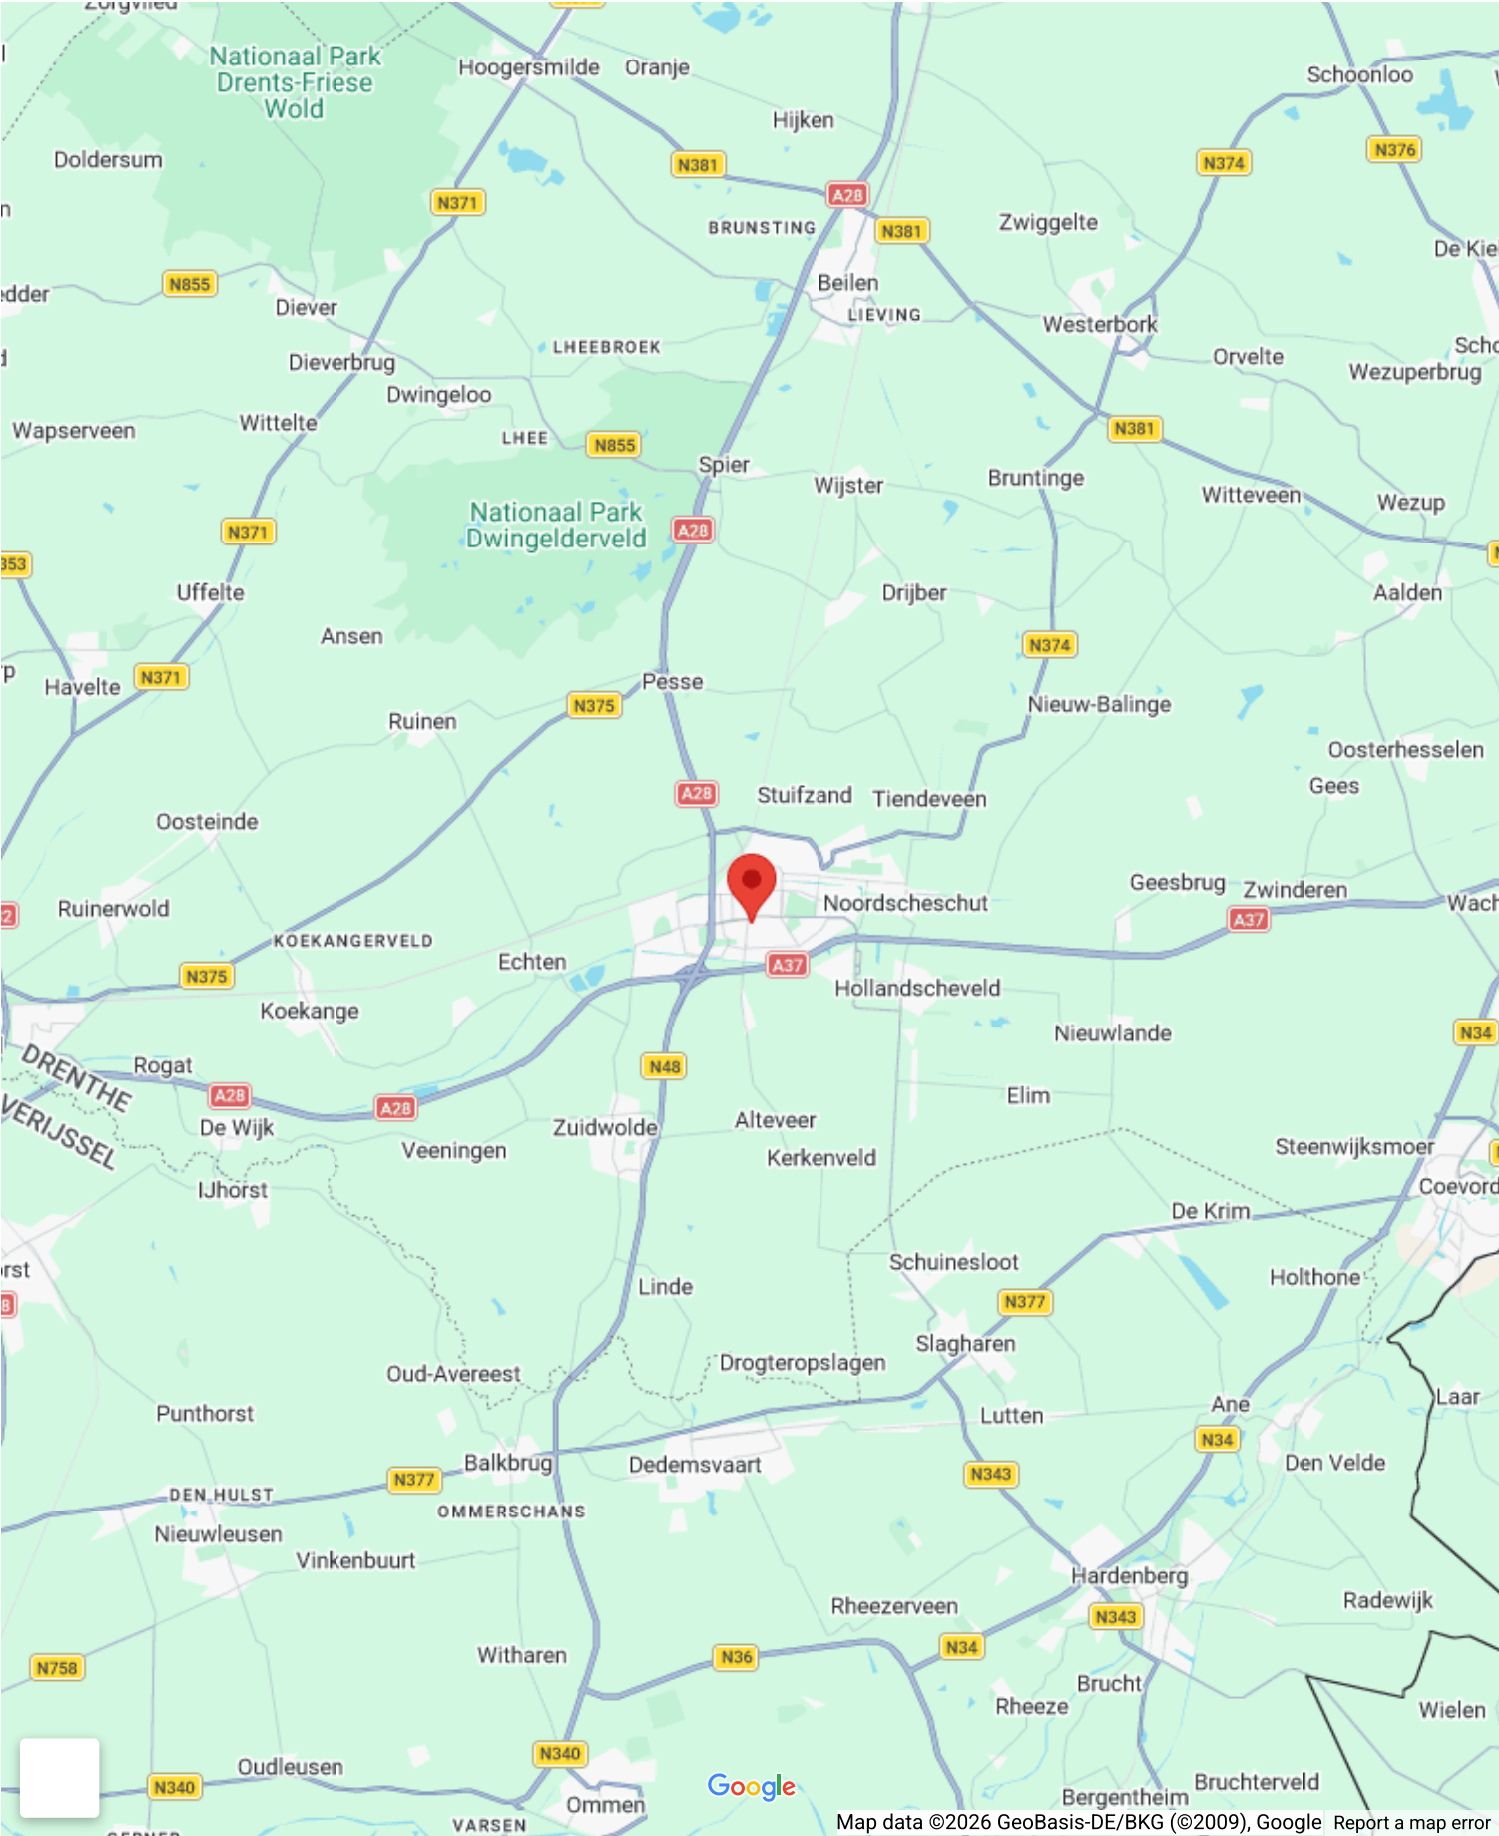 Zorgvlied
Nationaal Park
Drents-Friese
Wold
Hoogersmilde
Oranje
Schoonloo
Hijken
Doldersum
N381
N374
N376
A28
N371
BRUNSTING
N381
Zwiggelte
De Kie
N855
Diever
Beilen
LIEVING
Westerbork
Dieverbrug
LHEEBROEK
Orvelte
Wezuperbrug
Dwingeloo
Wapserveen
Wittelte
LHEE
N855
N381
Spier
Wijster
Bruntinge
Witteveen
Wezup
Nationaal Park
Dwingelderveld
A28
N371
353
Uffelte
Drijber
Aalden
Ansen
N374
Havelte
N371
Pesse
N375
Ruinen
Nieuw-Balinge
Oosterhesselen
Gees
A28
Stuifzand
Tiendeveen
Oosteinde
Geesbrug
Zwinderen
Ruinerwold
Noordscheschut
Wach
A37
KOEKANGERVELD
Echten
A37
N375
Hollandscheveld
Koekange
Nieuwlande
N34
DRENTHE
VERIJSSEL
Rogat
N48
A28
A28
Elim
De Wijk
Zuidwolde
Alteveer
Veeningen
Kerkenveld
Steenwijksmoer
IJhorst
Coevord
De Krim
Schuinesloot
rst
Linde
Holthone
N377
Slagharen
Oud-Avereest
Drogteropslagen
Punthorst
Lutten
Ane
Laar
N34
Balkbrug
Dedemsvaart
Den Velde
N377
N343
DEN HULST
OMMERSCHANS
Nieuwleusen
Vinkenbuurt
Hardenberg
Rheezerveen
N343
Radewijk
Witharen
N36
N34
N758
Brucht
Rheeze
Wielen
N340
Oudleusen
N340
Google
Bruchterveld
Bergentheim
Ommen
VARSEN
Map data ©2026 GeoBasis-DE/BKG (©2009), Google
Report a map error